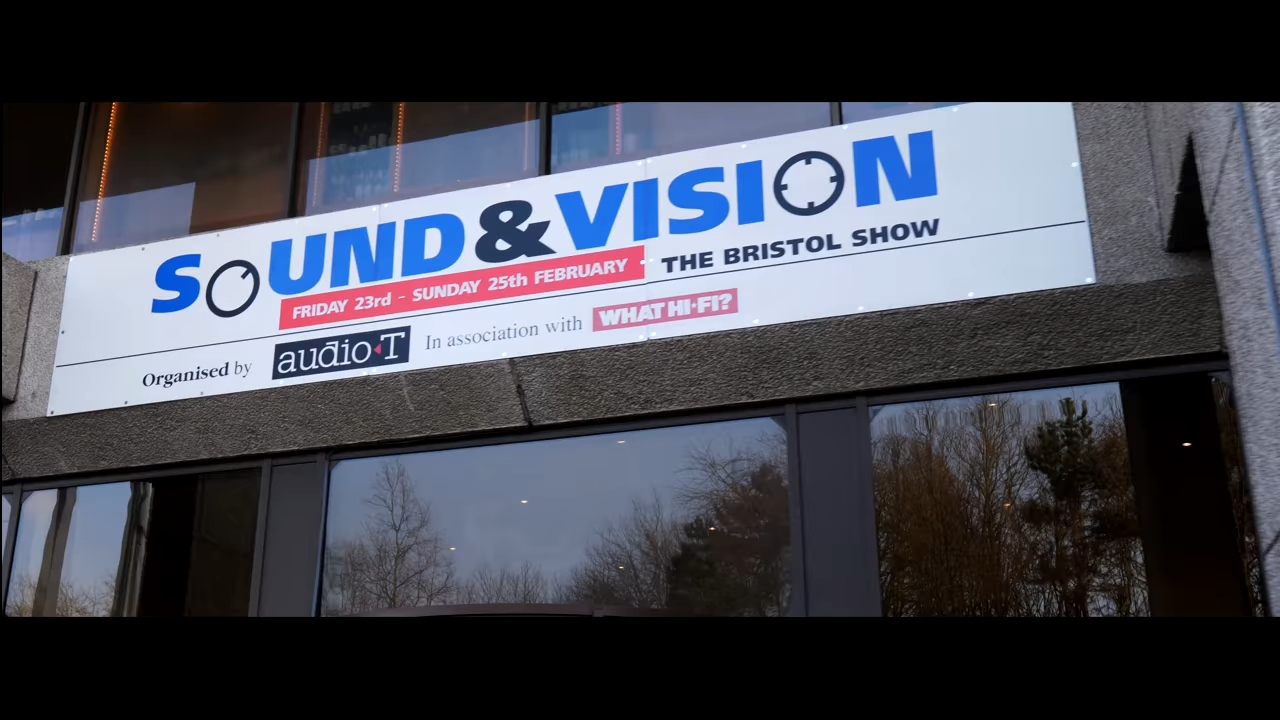 SOUND & VISION
FRIDAY 23rd - SUNDAY 25th FEBRUARY THE BRISTOL SHOW
Organised by audio T In association with WHAT HI-FI?